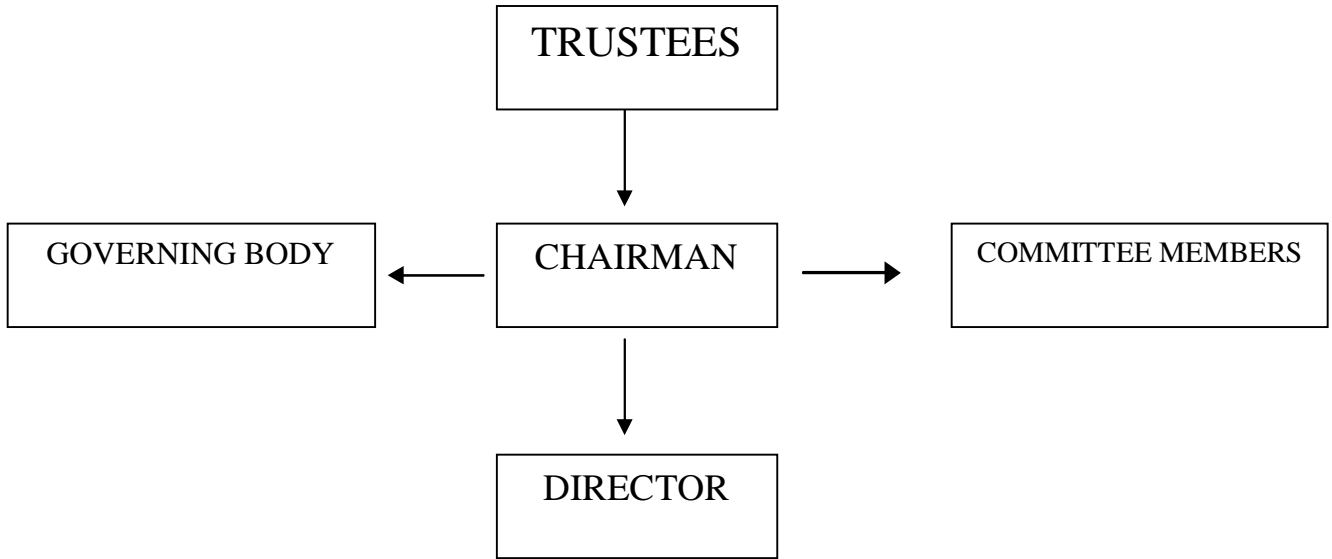 TRUSTEES
GOVERNING BODY
CHAIRMAN
COMMITTEE MEMBERS
DIRECTOR